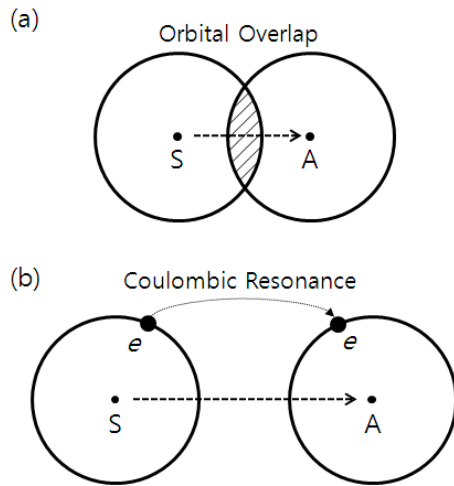 (a)
Orbital Overlap
S A
(b)
Coulombic Resonance
e e
S A